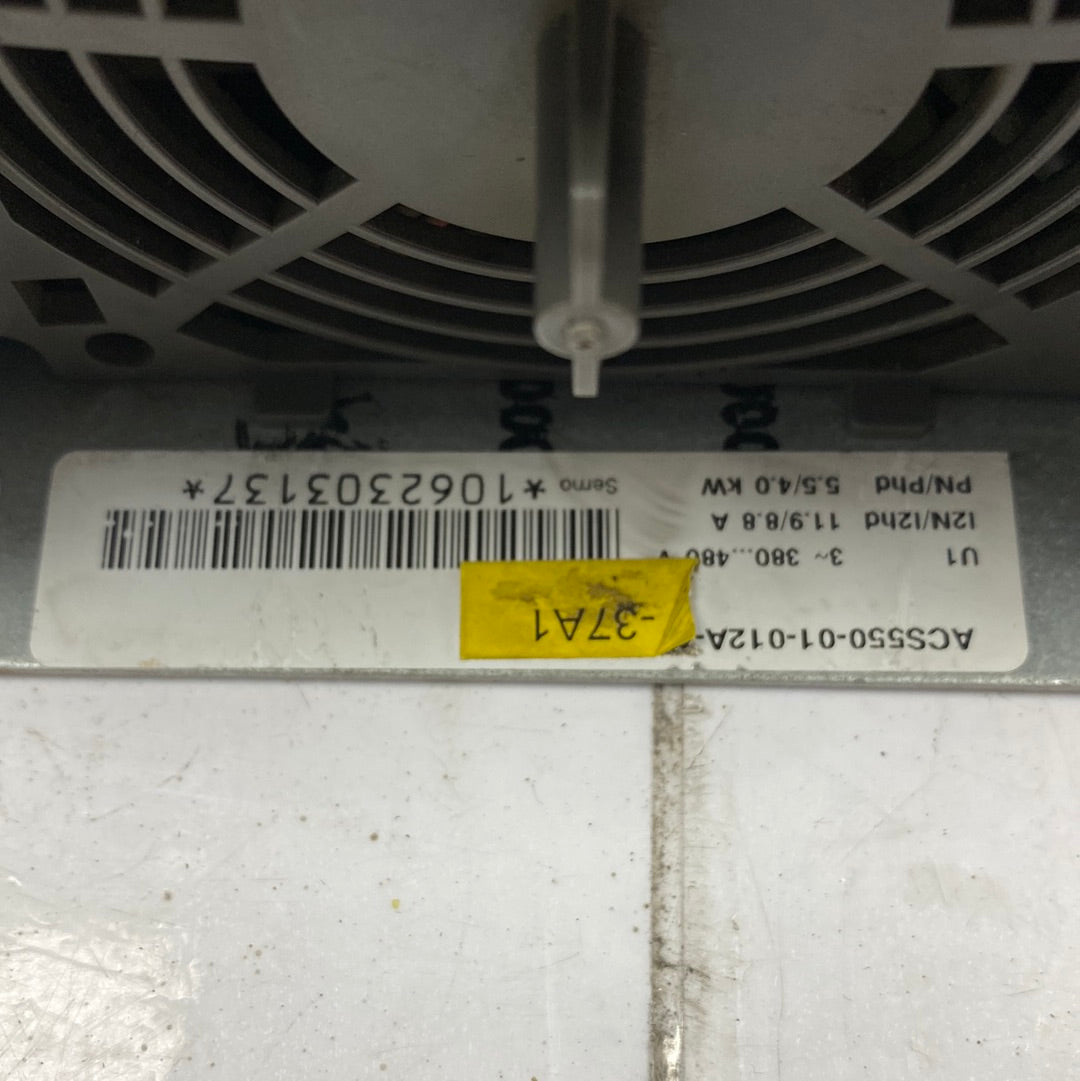 ACS550-01-012A-
-37A1
U1 3~ 380...480 V
I2N/I2hd 11.9/8.8 A
PN/Phd 5.5/4.0 kW
Semo *1062303137*